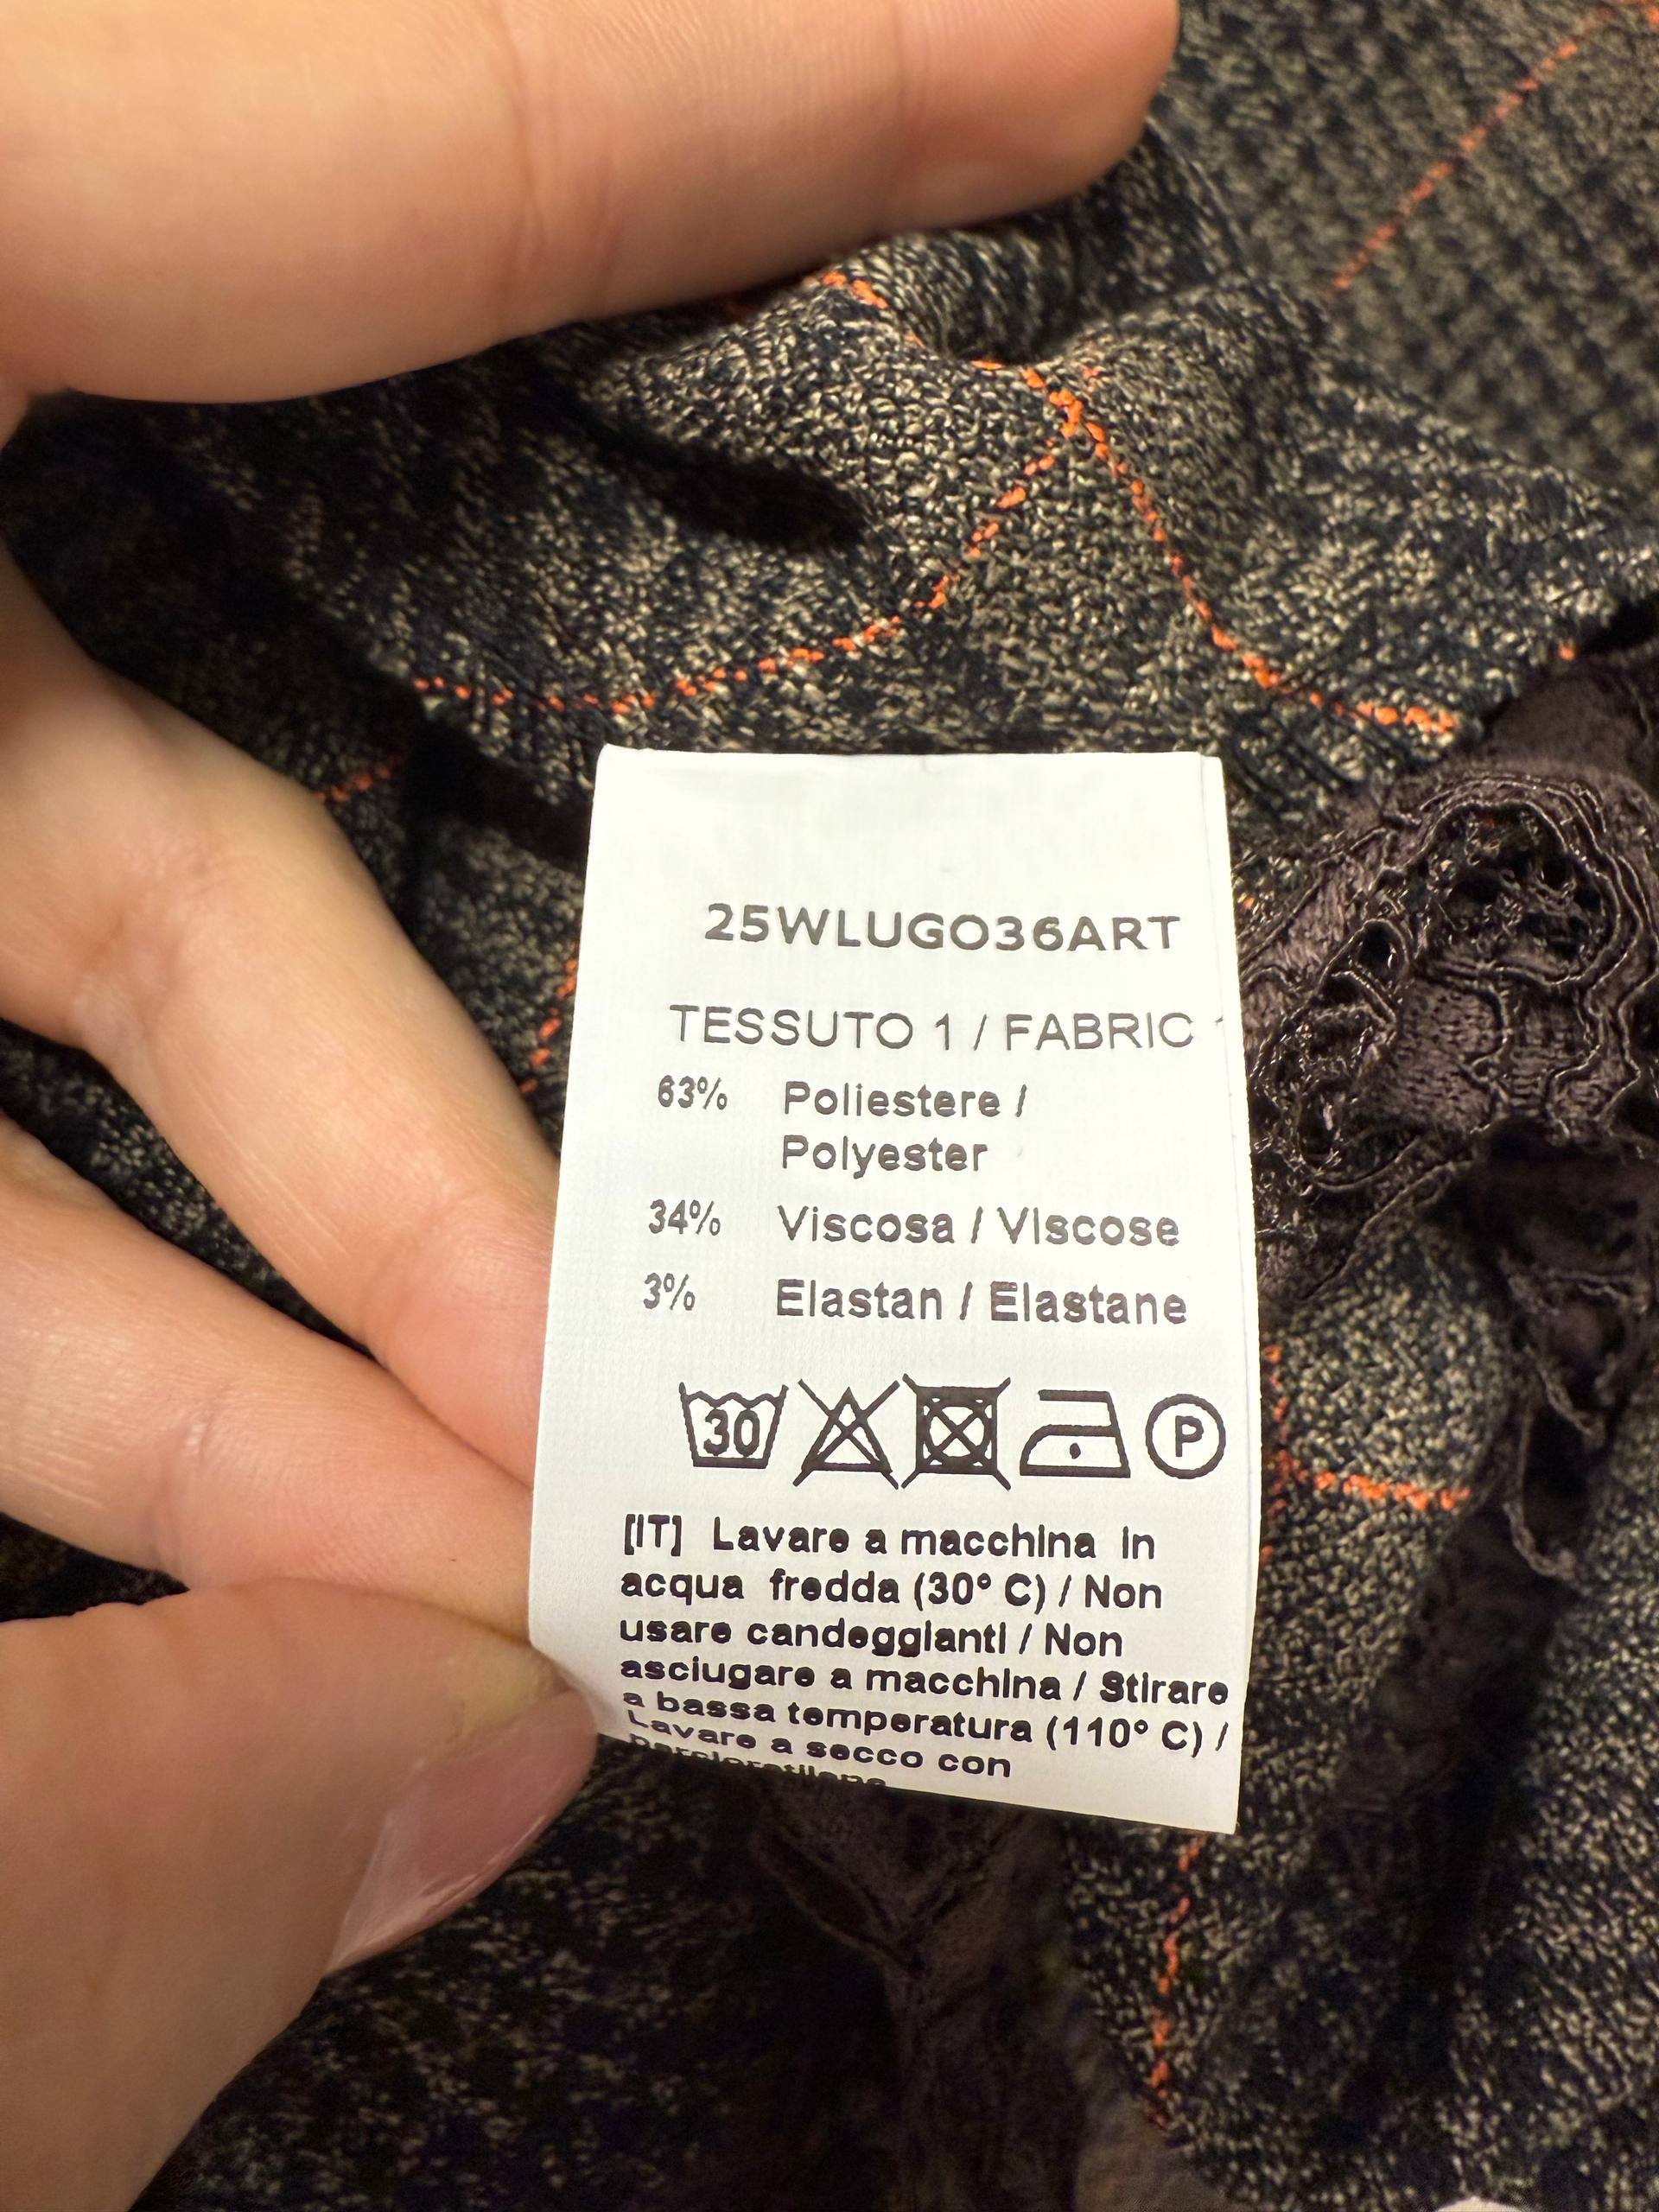 25WLUGO36ART
TESSUTO 1 / FABRIC
63% Poliestere /
Polyester
34% Viscosa / Viscose
3% Elastan / Elastane
30 P
[IT] Lavare a macchina in
acqua fredda (30° C) / Non
usare candeggianti / Non
asciugare a macchina / Stirare
a bassa temperatura (110° C) /
Lavare a secco con
percloretilene